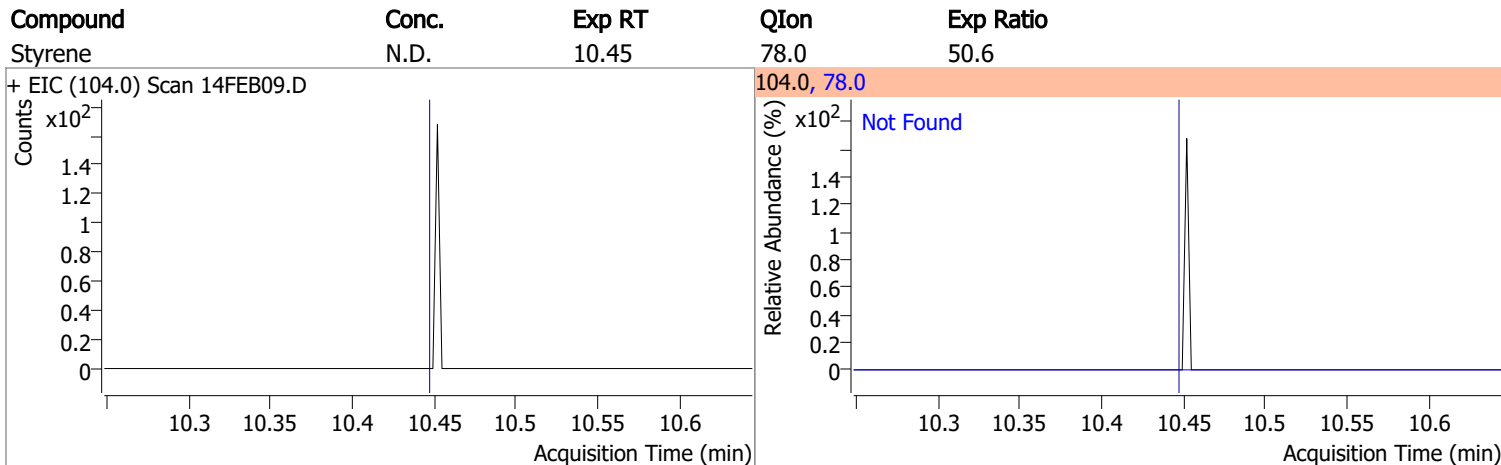 Compound Conc. Exp RT QIon Exp Ratio
Styrene N.D. 10.45 78.0 50.6
+ EIC (104.0) Scan 14FEB09.D
Counts
x10²
1.4
1.2
1
0.8
0.6
0.4
0.2
0
10.3 10.35 10.4 10.45 10.5 10.55 10.6
Acquisition Time (min)
104.0, 78.0
Relative Abundance (%)
x10²
Not Found
1.4
1.2
1
0.8
0.6
0.4
0.2
0
10.3 10.35 10.4 10.45 10.5 10.55 10.6
Acquisition Time (min)